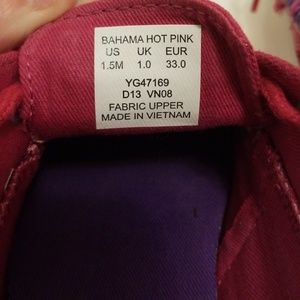 BAHAMA HOT PINK
US UK EUR
1.5M 1.0 33.0
YG47169
D13 VN08
FABRIC UPPER
MADE IN VIETNAM